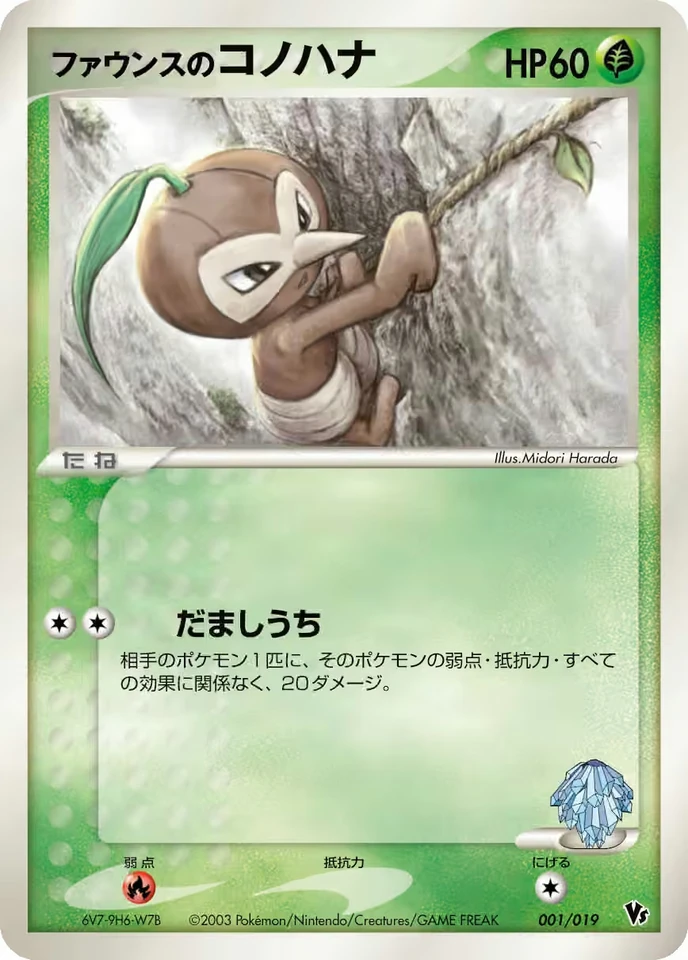 ファウンスのコノハナ HP60
たね Illus.Midori Harada
だましうち
相手のポケモン1匹に、そのポケモンの弱点・抵抗力・すべて
の効果に関係なく、20ダメージ。
弱点 抵抗力 にげる
6V7-9H6-W7B ©2003 Pokémon/Nintendo/Creatures/GAME FREAK 001/019 VS